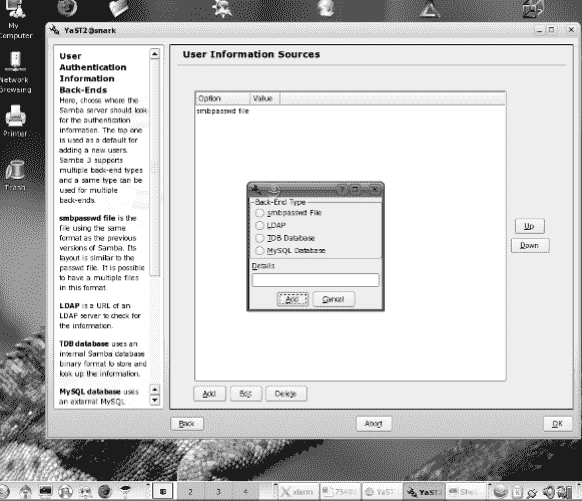 My
Computer
Network
Browsing
Printer
Trash
YaST2@snark
User
Authentication
Information
Back-Ends
Here, choose where the
Samba server should look
for the authentication
information. The top one
is used as a default for
adding a new users.
Samba 3 supports
multiple back-end types
and a same type can be
used for multiple
back-ends.
smbpasswd file is the
file using the same
format as the previous
versions of Samba. Its
layout is similar to the
passwd file. It is possible
to have a multiple files
in this format.
LDAP is a URL of an
LDAP server to check for
the information.
TDB database uses an
internal Samba database
binary format to store and
look up the information.
MySQL database uses
an external MySQL
User Information Sources
Option Value
smbpasswd file
Back-End Type
smbpasswd File
LDAP
TDB Database
MySQL Database
Details
Add Cancel
Up
Down
Add Edit Delete
Back Abort OK
2 3 4 xterm 7548 YaST YaST2 She